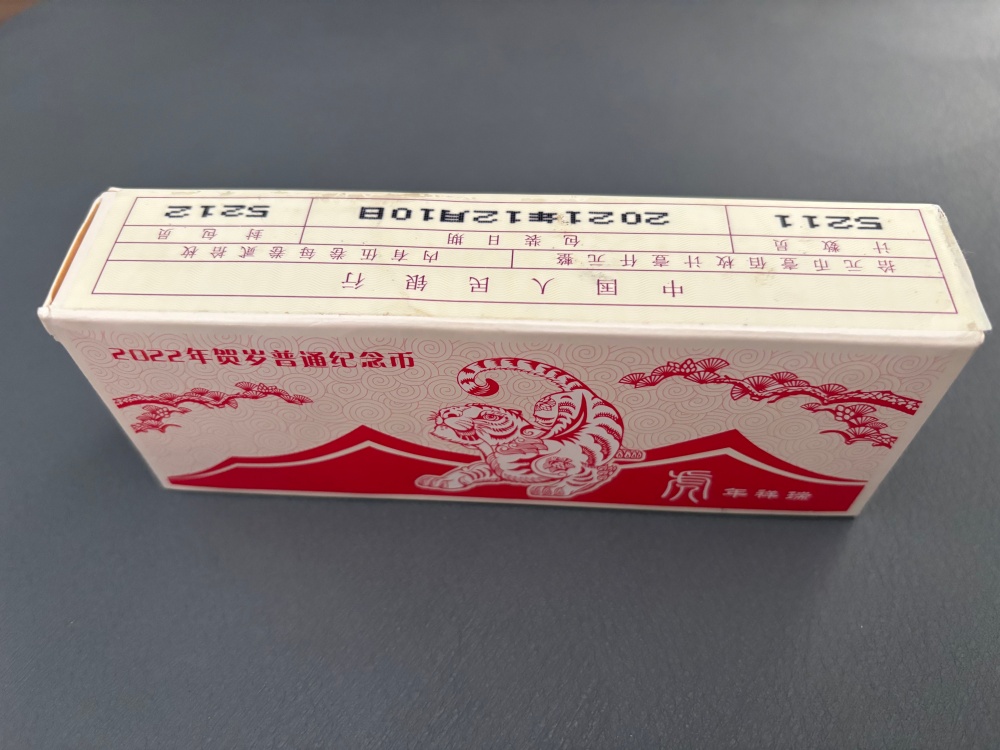 中国人民银行
拾元币壹佰枚计壹仟元整 内有伍卷每卷贰拾枚
计数员 包装日期 封包员
5211 2021年12月10日 5212
2022年贺岁普通纪念币
虎年祥瑞